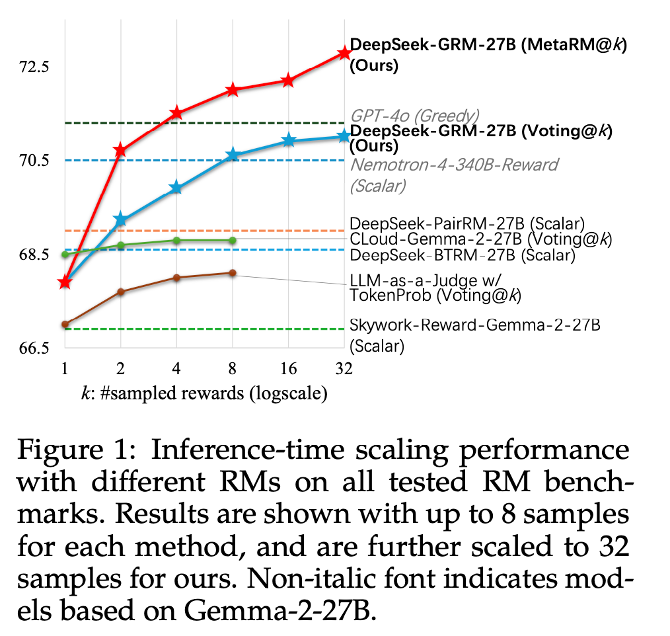 DeepSeek-GRM-27B (MetaRM@k)
(Ours)
72.5
GPT-4o (Greedy)
DeepSeek-GRM-27B (Voting@k)
(Ours)
70.5
Nemotron-4-340B-Reward
(Scalar)
DeepSeek-PairRM-27B (Scalar)
CLoud-Gemma-2-27B (Voting@k)
68.5
DeepSeek-BTRM-27B (Scalar)
LLM-as-a-Judge w/
TokenProb (Voting@k)
Skywork-Reward-Gemma-2-27B
(Scalar)
66.5
1 2 4 8 16 32
k: #sampled rewards (logscale)
Figure 1: Inference-time scaling performance
with different RMs on all tested RM bench-
marks. Results are shown with up to 8 samples
for each method, and are further scaled to 32
samples for ours. Non-italic font indicates mod-
els based on Gemma-2-27B.